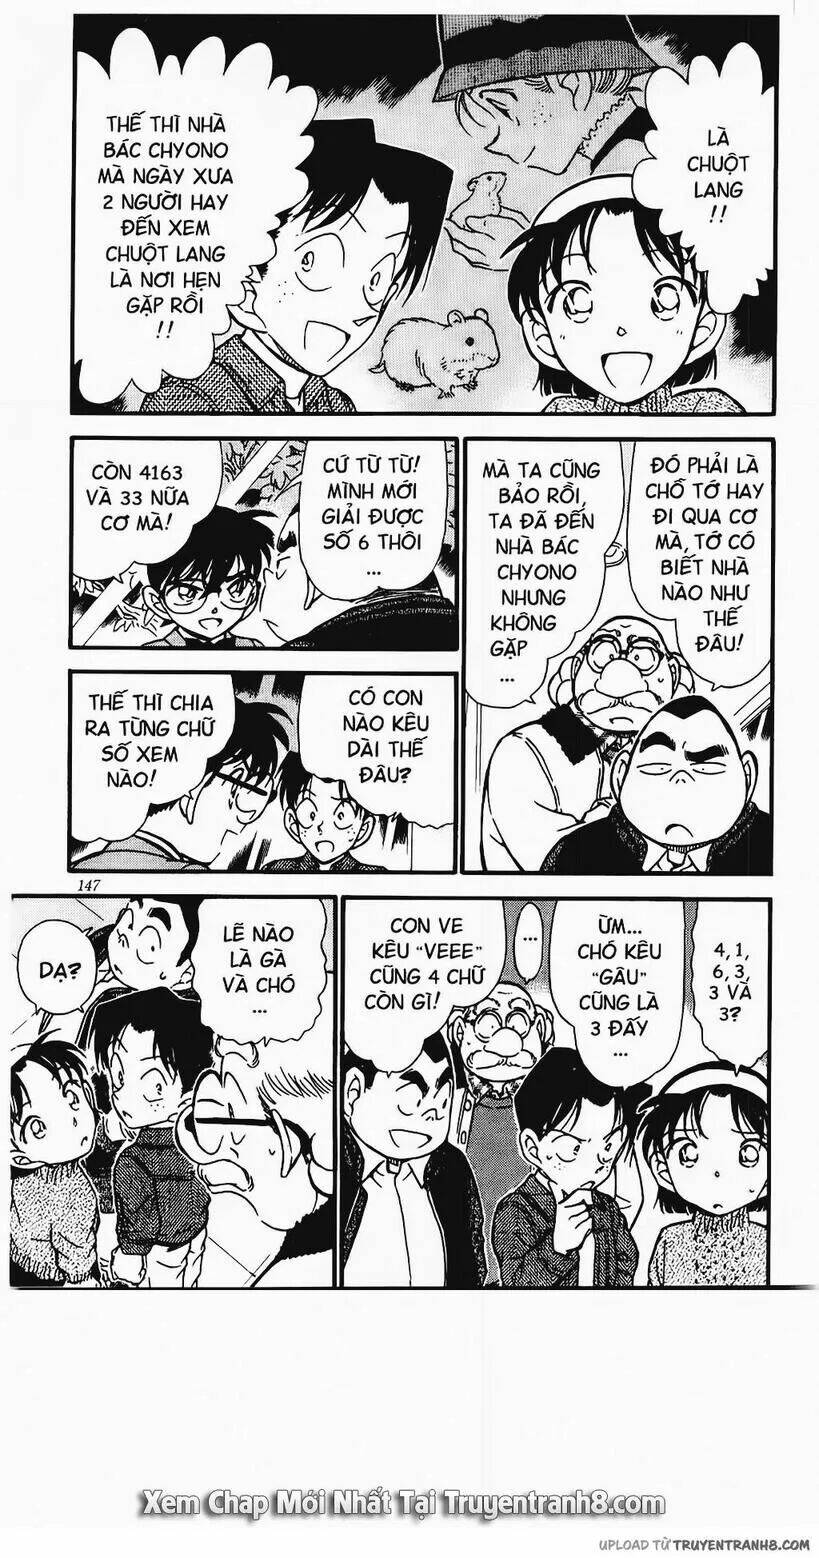 LÀ
CHUỘT
LANG
!!
THẾ THÌ NHÀ
BÁC CHYONO
MÀ NGÀY XƯA
2 NGƯỜI HAY
ĐẾN XEM
CHUỘT LANG
LÀ NƠI HẸN
GẶP RỒI
!!
ĐÓ PHẢI LÀ
CHỖ TỚ HAY
ĐI QUA CƠ
MÀ, TỚ CÓ
BIẾT NHÀ
NÀO NHƯ
THẾ
ĐÂU!
MÀ TA CŨNG
BẢO RỒI,
TA ĐÃ ĐẾN
NHÀ BÁC
CHYONO
NHƯNG
KHÔNG
GẶP
...
CỨ TỪ TỪ!
MÌNH MỚI
GIẢI ĐƯỢC
SỐ 6 THÔI
...
CÒN 4163
VÀ 33 NỮA
CƠ MÀ!
CÓ CON
NÀO KÊU
DÀI THẾ
ĐÂU?
THẾ THÌ CHIA
RA TỪNG CHỮ
SỐ XEM
NÀO!
147
4, 1,
6, 3,
3 VÀ
3?
ỪM...
CHÓ KÊU
"GÂU"
CŨNG LÀ
3 ĐẤY
...
....
CON VE
KÊU "VEEE"
CŨNG 4 CHỮ
CÒN GÌ!
LẼ NÀO
LÀ GÀ
VÀ CHÓ
...
DẠ?
Xem Chap Mới Nhất Tại Truyentranh8.com
UPLOAD TỪ TRUYENTRANH8.COM